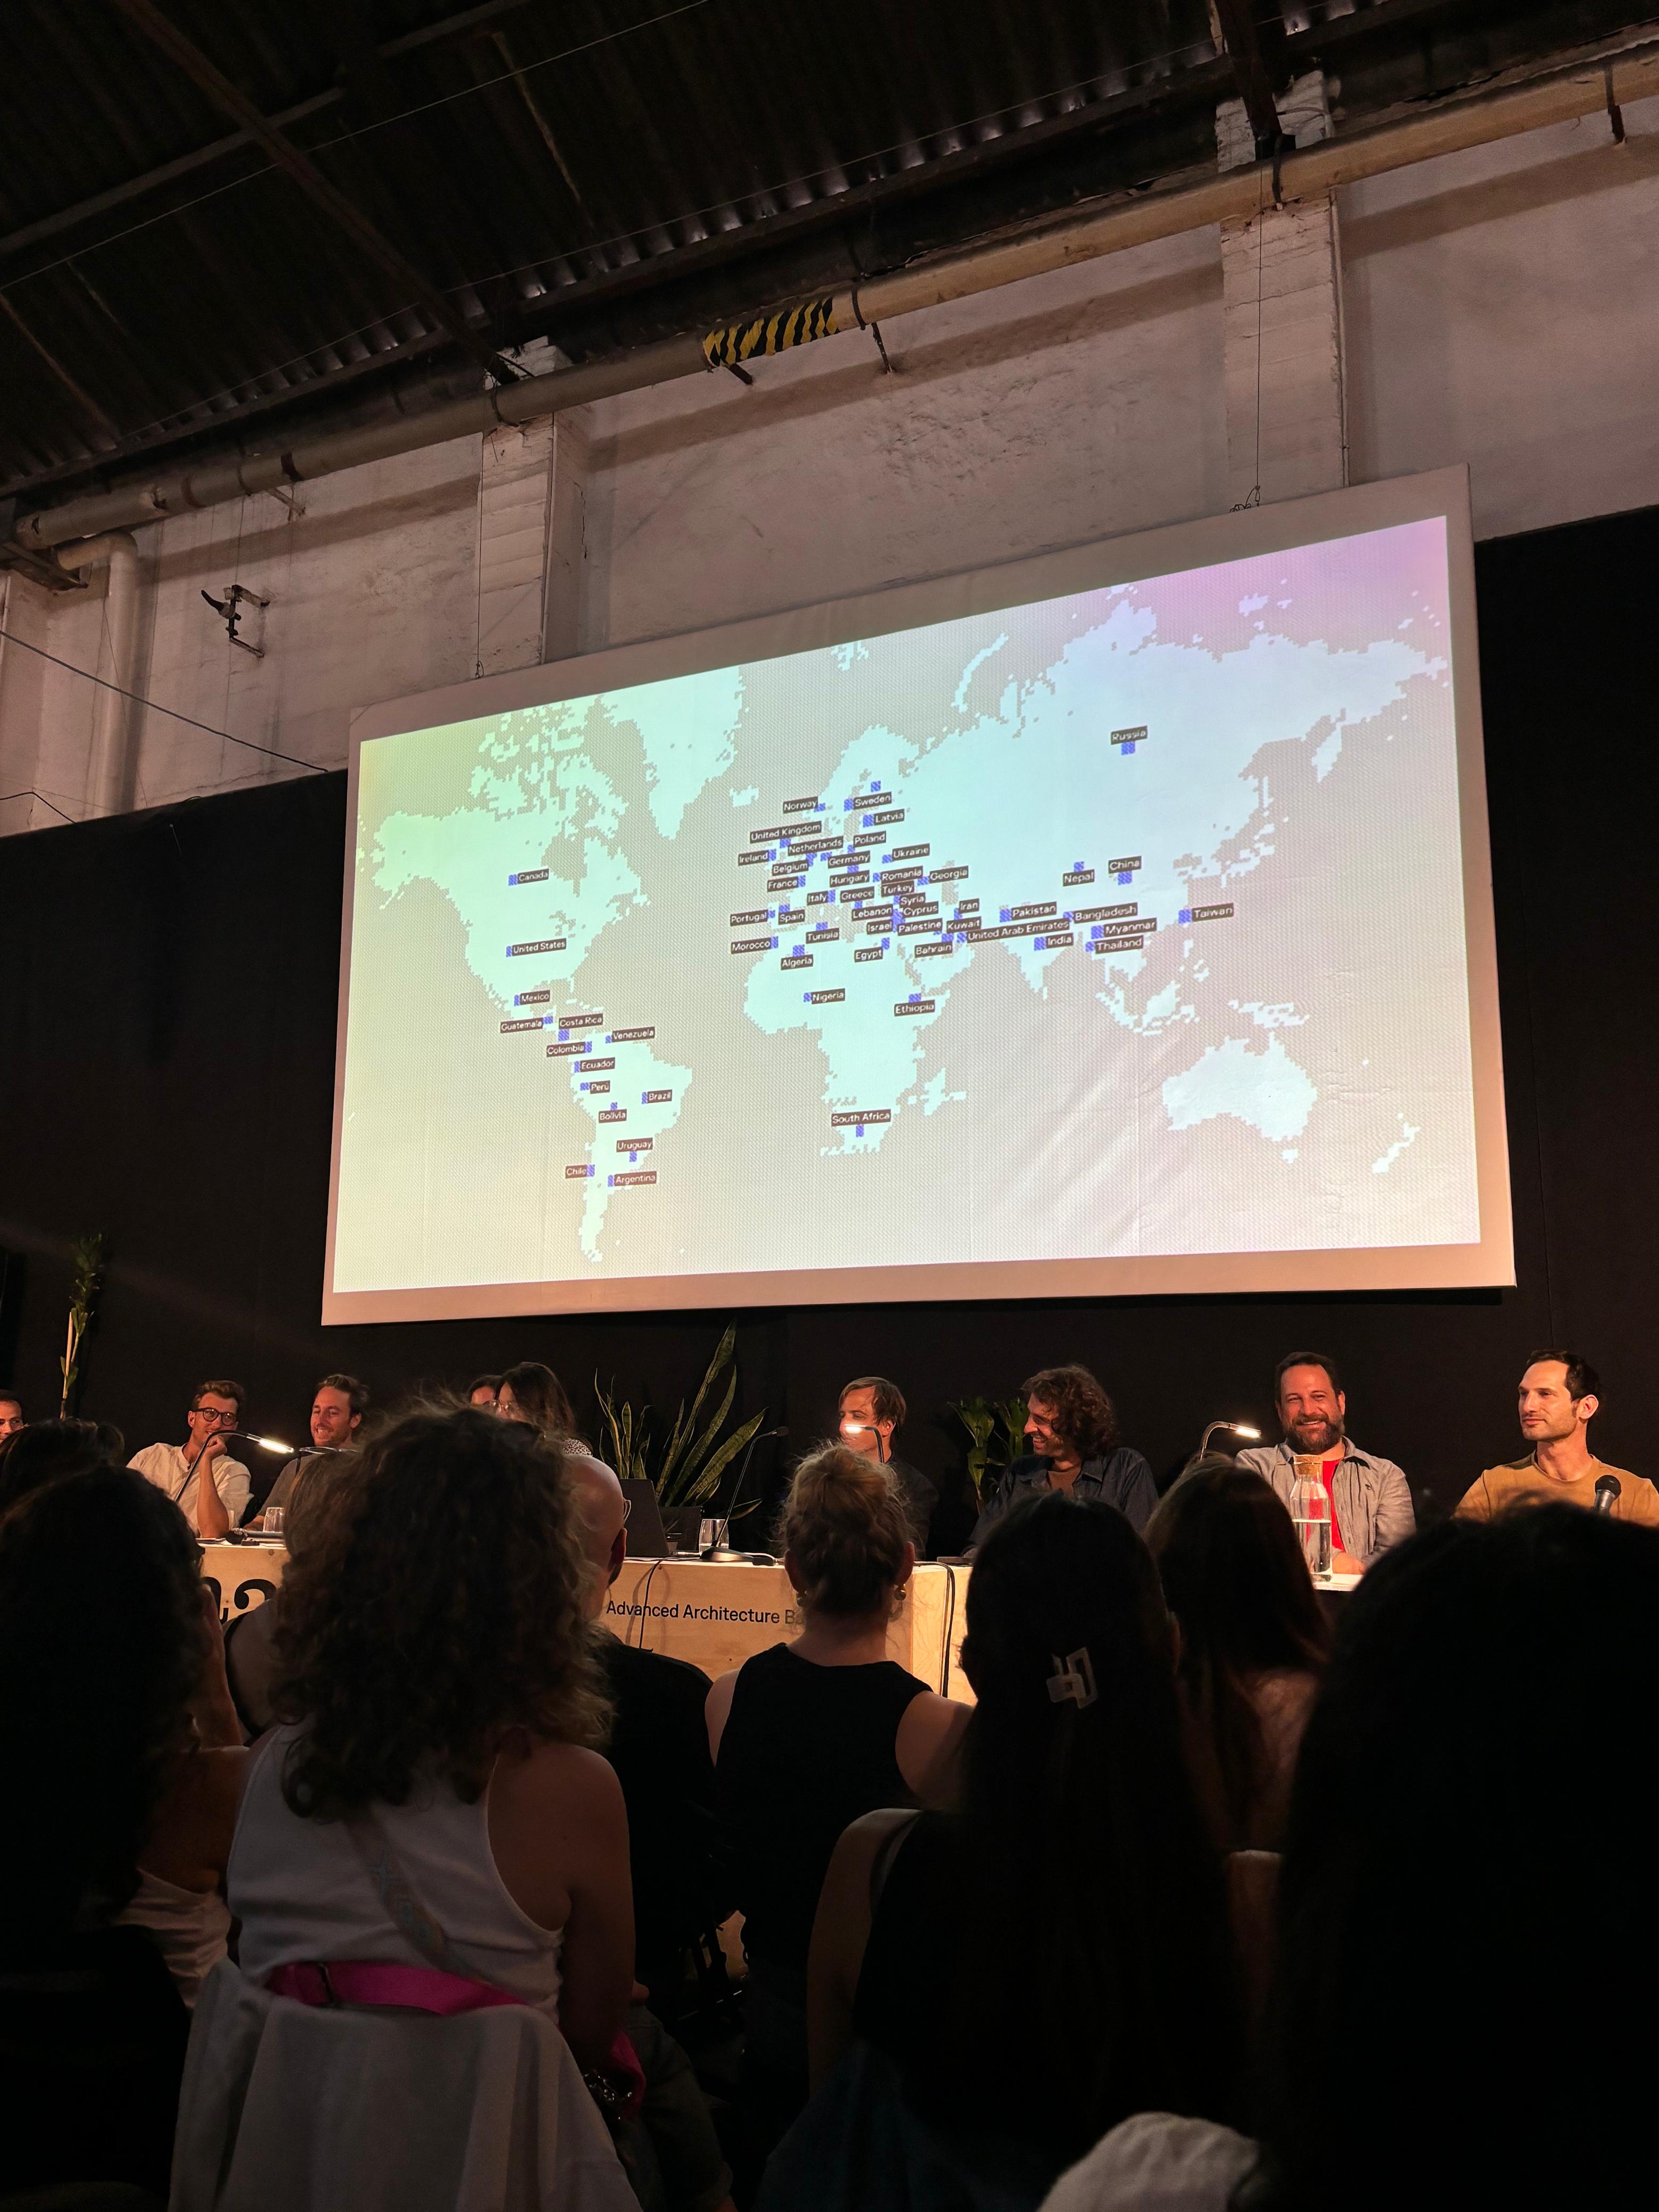 Russia
Norway
Sweden
Latvia
United Kingdom
Poland
Ireland
Netherlands
Ukraine
Belgium
Germany
France
Hungary
Romania
Georgia
Nepal
China
Canada
Italy
Greece
Turkey
Syria
Portugal
Spain
Lebanon
Cyprus
Iran
Pakistan
Bangladesh
Taiwan
Israel
Palestine
Kuwait
United Arab Emirates
Myanmar
Morocco
Tunisia
India
Thailand
United States
Algeria
Egypt
Bahrain
Mexico
Nigeria
Ethiopia
Guatemala
Costa Rica
Venezuela
Colombia
Ecuador
Peru
Brazil
Bolivia
South Africa
Uruguay
Chile
Argentina
Advanced Architecture